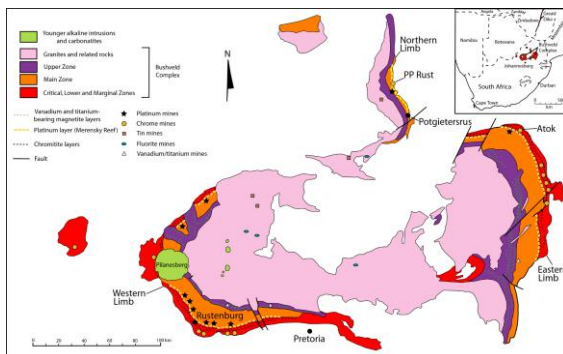 Younger alkaline intrusions
and carbonatites
Granites and related rocks
Upper Zone
Main Zone
Critical, Lower and Marginal Zones
Bushveld
Complex
Vanadium and titanium-
bearing magnetite layers
Platinum layer (Merensky Reef)
Chromitite layers
Fault
Platinum mines
Chrome mines
Tin mines
Fluorite mines
Vanadium/titanium mines
N
Northern
Limb
PP Rust
Potgietersrus
Atok
Eastern
Limb
Pilanesberg
Western
Limb
Rustenburg
Pretoria
0 20 40 60 80 100 km
Namibia
Botswana
Zimbabwe
Bushveld
Complex
Johannesburg
South Africa
Durban
Cape Town